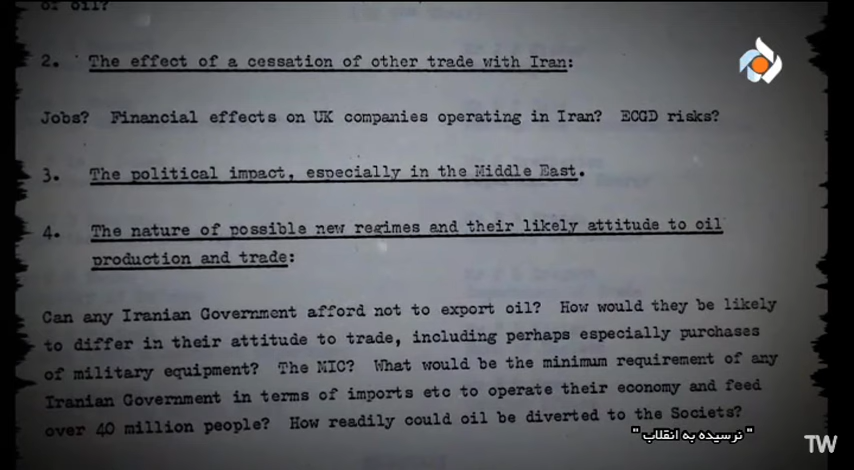 of oil?
2. The effect of a cessation of other trade with Iran:
Jobs? Financial effects on UK companies operating in Iran? ECGD risks?
3. The political impact, especially in the Middle East.
4. The nature of possible new regimes and their likely attitude to oil
production and trade:
Can any Iranian Government afford not to export oil? How would they be likely
to differ in their attitude to trade, including perhaps especially purchases
of military equipment? The NIC? What would be the minimum requirement of any
Iranian Government in terms of imports etc to operate their economy and feed
over 40 million people? How readily could oil be diverted to the Societs?
" نرسیده به انقلاب "
TW